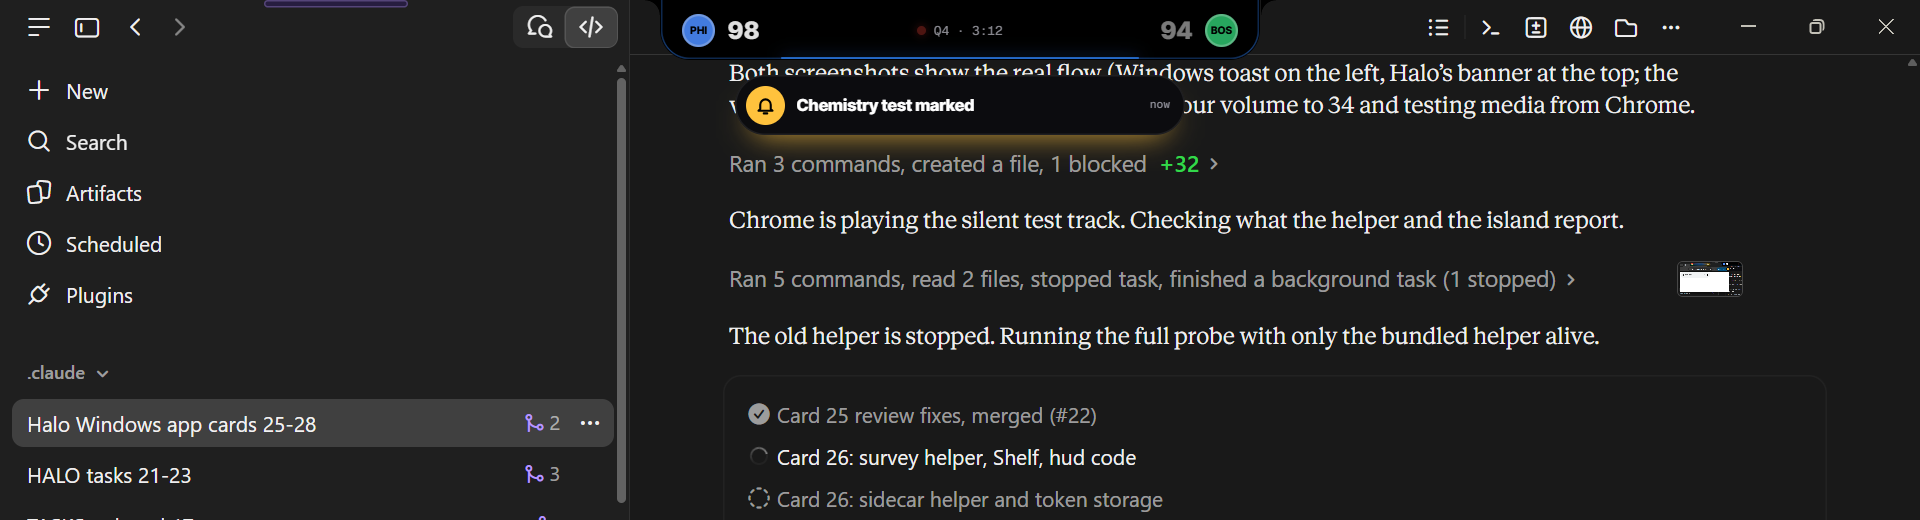 PHI 98 Q4 · 3:12 94 BOS
New
Search
Artifacts
Scheduled
Plugins
.claude
Halo Windows app cards 25-28 2
HALO tasks 21-23 3
Both screenshots show the real flow (Windows toast on the left, Halo’s banner at the top; the
our volume to 34 and testing media from Chrome.
Chemistry test marked now
Ran 3 commands, created a file, 1 blocked +32
Chrome is playing the silent test track. Checking what the helper and the island report.
Ran 5 commands, read 2 files, stopped task, finished a background task (1 stopped)
The old helper is stopped. Running the full probe with only the bundled helper alive.
Card 25 review fixes, merged (#22)
Card 26: survey helper, Shelf, hud code
Card 26: sidecar helper and token storage